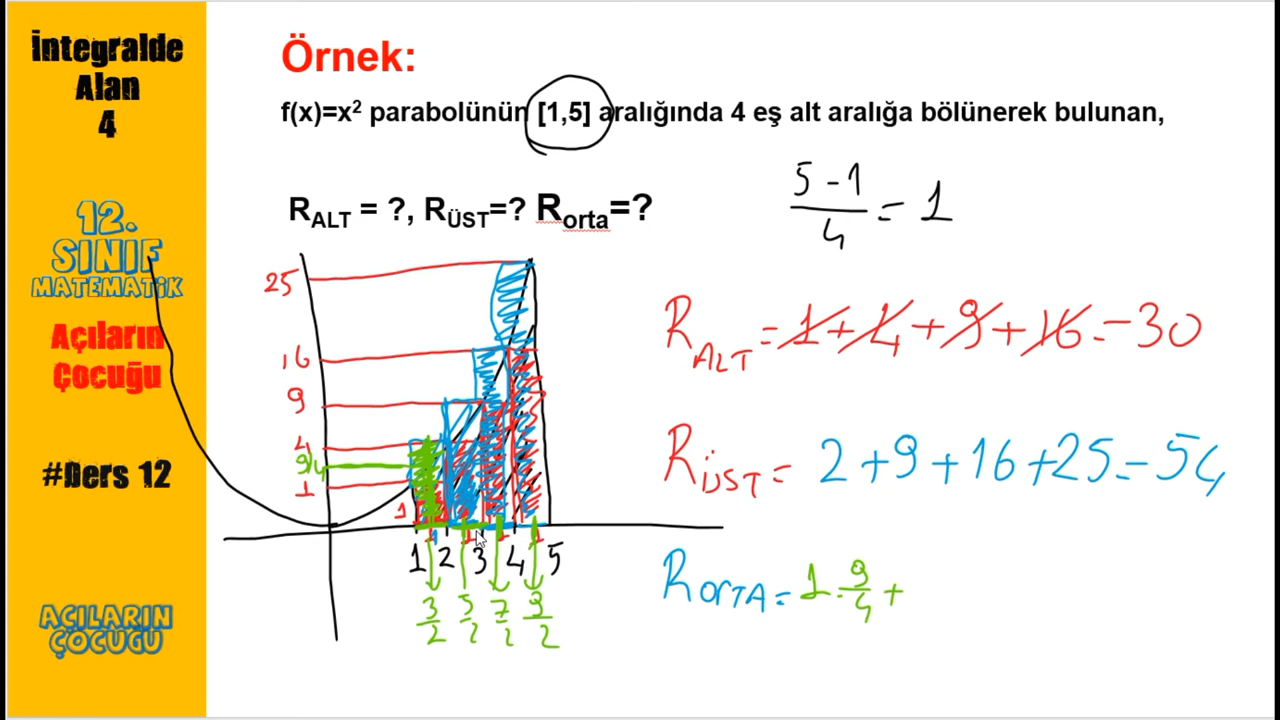 İntegralde
Alan
4
12.
SINIF
MATEMATİK
Açıların
Çocuğu
#Ders 12
AÇILARIN
ÇOCUĞU
Örnek:
f(x)=x² parabolünün [1,5] aralığında 4 eş alt aralığa bölünerek bulunan,
R_ALT = ?, R_ÜST=? R_orta=?
5-1
4
= 1
25
16
9
4
9/4
1
1
1 2 3 4 5
3/2 5/2 7/2 9/2
R_ALT = 1+4+9+16 = 30
R_ÜST = 2+9+16+25=54
R_ORTA = 1.9/4 +